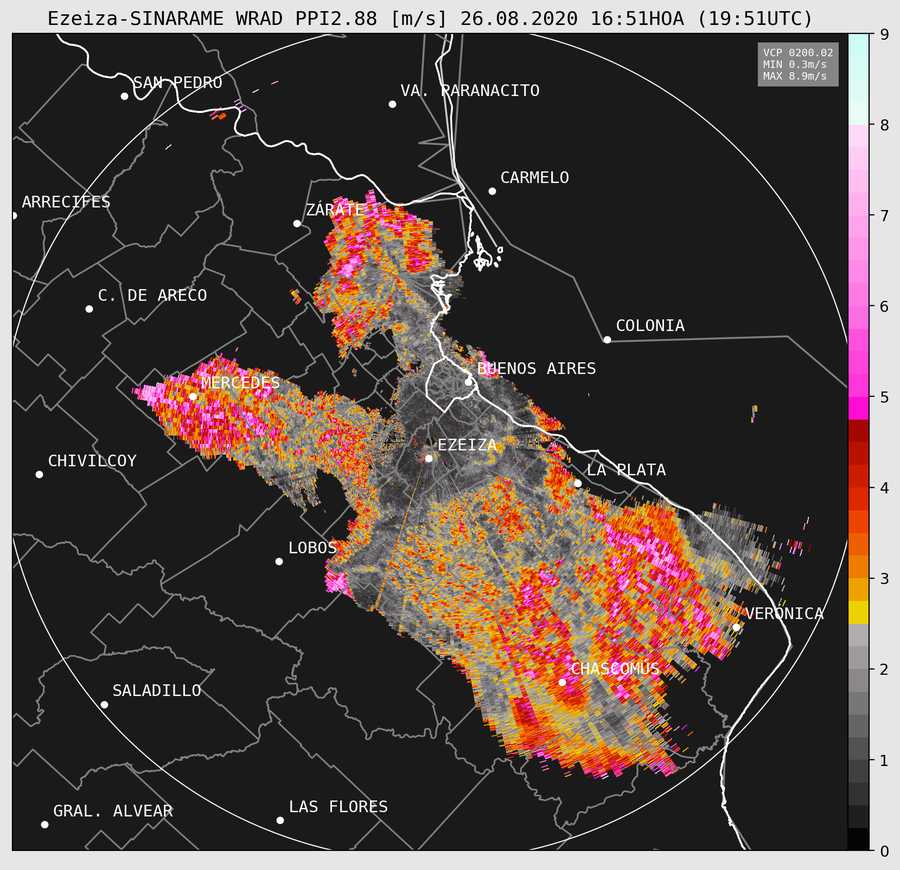 Ezeiza-SINARAME WRAD PPI2.88 [m/s] 26.08.2020 16:51HOA (19:51UTC)
VCP 0200.02
MIN 0.3m/s
MAX 8.9m/s
9
8
7
6
5
4
3
2
1
0
SAN PEDRO
VA. PARANACITO
CARMELO
ARRECIFES
ZÁRATE
C. DE ARECO
COLONIA
BUENOS AIRES
MERCEDES
EZEIZA
CHIVILCOY
LA PLATA
LOBOS
VERÓNICA
CHASCOMÚS
SALADILLO
LAS FLORES
GRAL. ALVEAR